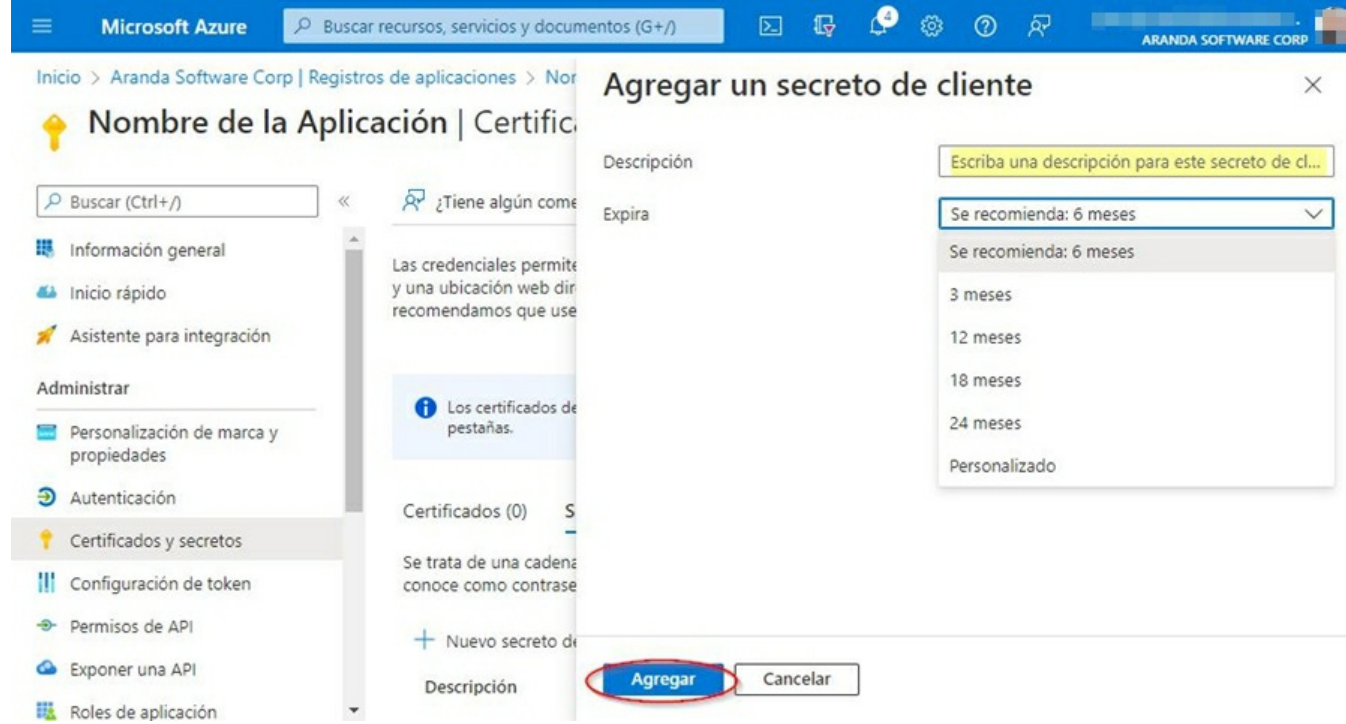 Microsoft Azure
Buscar recursos, servicios y documentos (G+/)
4
ARANDA SOFTWARE CORP
Inicio > Aranda Software Corp | Registros de aplicaciones > Nor
Nombre de la Aplicación | Certific
Buscar (Ctrl+/)
«
Información general
Inicio rápido
Asistente para integración
Administrar
Personalización de marca y
propiedades
Autenticación
Certificados y secretos
Configuración de token
Permisos de API
Exponer una API
Roles de aplicación
¿Tiene algún come
Las credenciales permite
y una ubicación web dir
recomendamos que use
Los certificados de
pestañas.
Certificados (0)
S
Se trata de una cadena
conoce como contrase
Nuevo secreto de
Descripción
Agregar un secreto de cliente
Descripción
Escriba una descripción para este secreto de cl...
Expira
Se recomienda: 6 meses
Se recomienda: 6 meses
3 meses
12 meses
18 meses
24 meses
Personalizado
Agregar
Cancelar